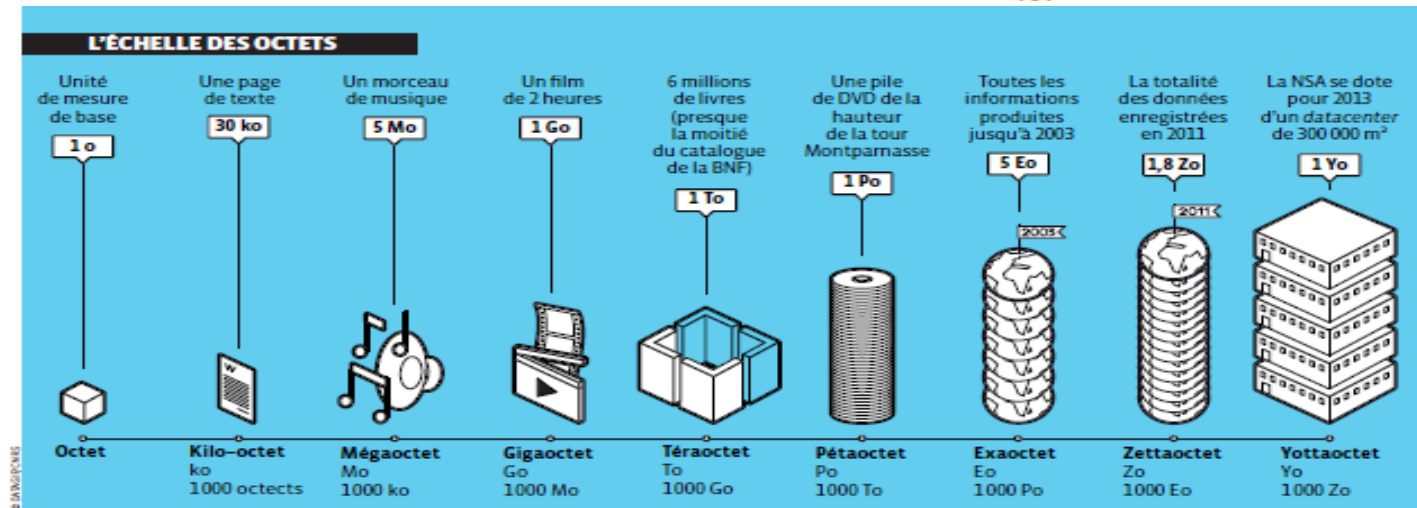 L'ÉCHELLE DES OCTETS
Unité
de mesure
de base
1 o
Une page
de texte
30 ko
Un morceau
de musique
5 Mo
Un film
de 2 heures
1 Go
6 millions
de livres
(presque
la moitié
du catalogue
de la BNF)
1 To
Une pile
de DVD de la
hauteur
de la tour
Montparnasse
1 Po
Toutes les
informations
produites
jusqu'à 2003
5 Eo
2003
La totalité
des données
enregistrées
en 2011
1,8 Zo
2011
La NSA se dote
pour 2013
d'un datacenter
de 300 000 m²
1 Yo
W
Octet
Kilo-octet
ko
1000 octects
Mégaoctet
Mo
1000 ko
Gigaoctet
Go
1000 Mo
Téraoctet
To
1000 Go
Pétaoctet
Po
1000 To
Exaoctet
Eo
1000 Po
Zettaoctet
Zo
1000 Eo
Yottaoctet
Yo
1000 Zo